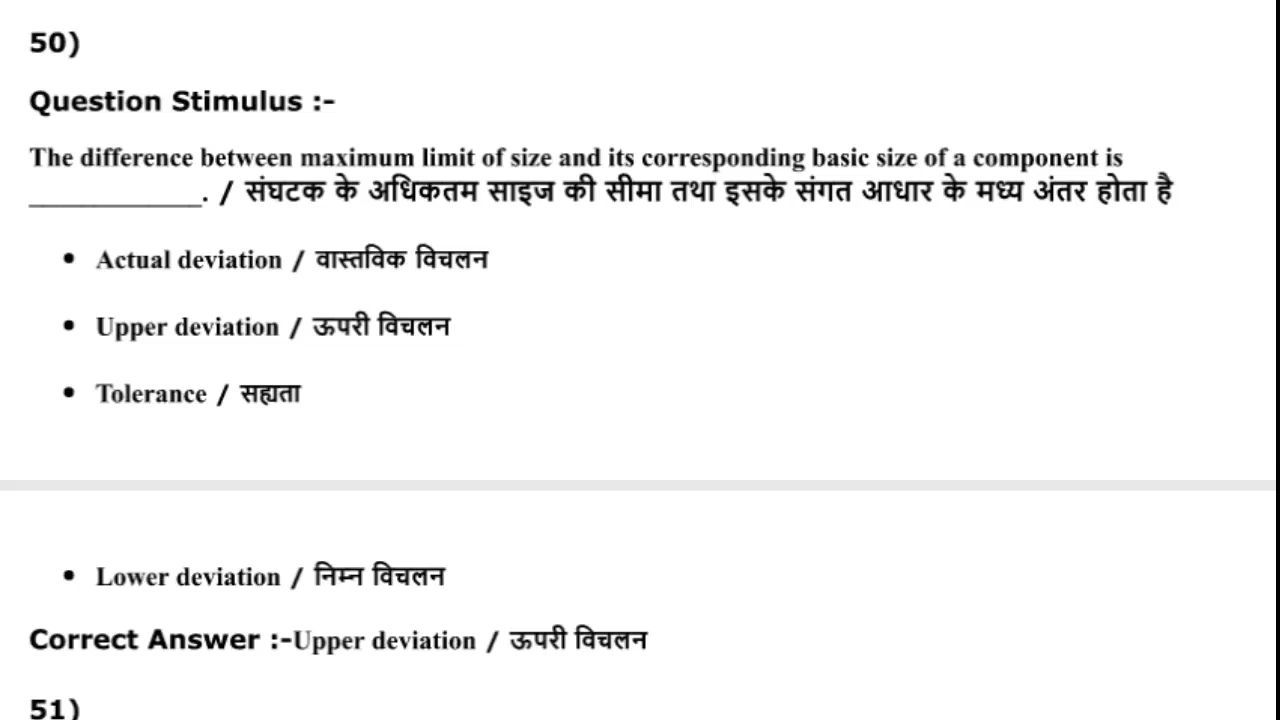 50)
Question Stimulus :-
The difference between maximum limit of size and its corresponding basic size of a component is
_____________. / संघटक के अधिकतम साइज की सीमा तथा इसके संगत आधार के मध्य अंतर होता है
• Actual deviation / वास्तविक विचलन
• Upper deviation / ऊपरी विचलन
• Tolerance / सह्यता
• Lower deviation / निम्न विचलन
Correct Answer :-Upper deviation / ऊपरी विचलन
51)